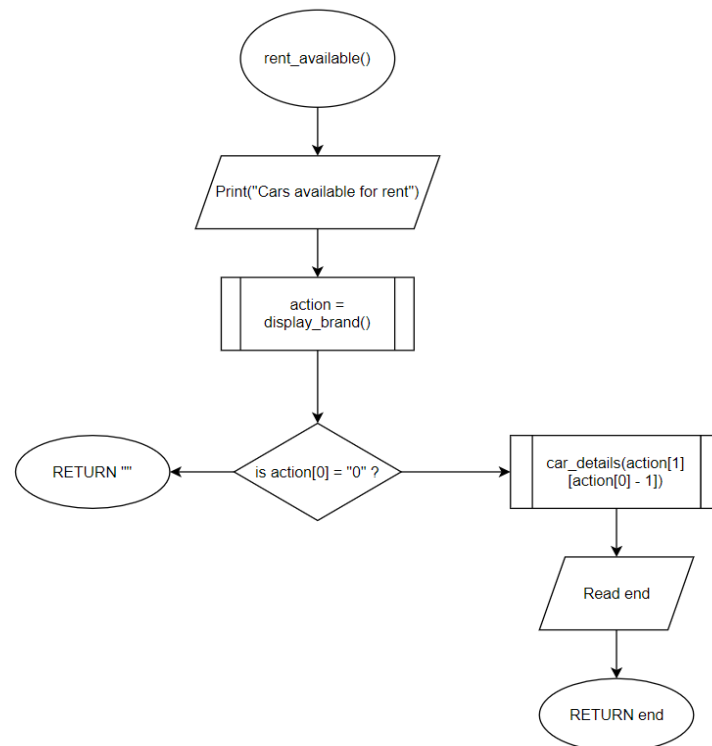 rent_available()
Print("Cars available for rent")
action =
display_brand()
RETURN ""
is action[0] = "0" ?
car_details(action[1]
[action[0] - 1])
Read end
RETURN end